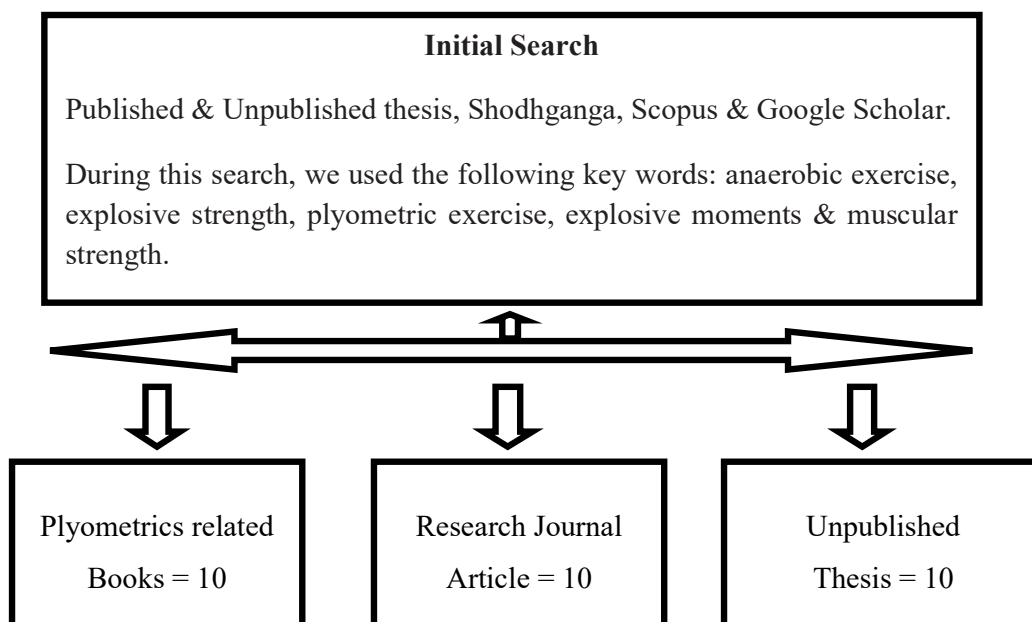 Initial Search
Published & Unpublished thesis, Shodhganga, Scopus & Google Scholar.
During this search, we used the following key words: anaerobic exercise,
explosive strength, plyometric exercise, explosive moments & muscular
strength.
Plyometrics related
Books = 10
Research Journal
Article = 10
Unpublished
Thesis = 10